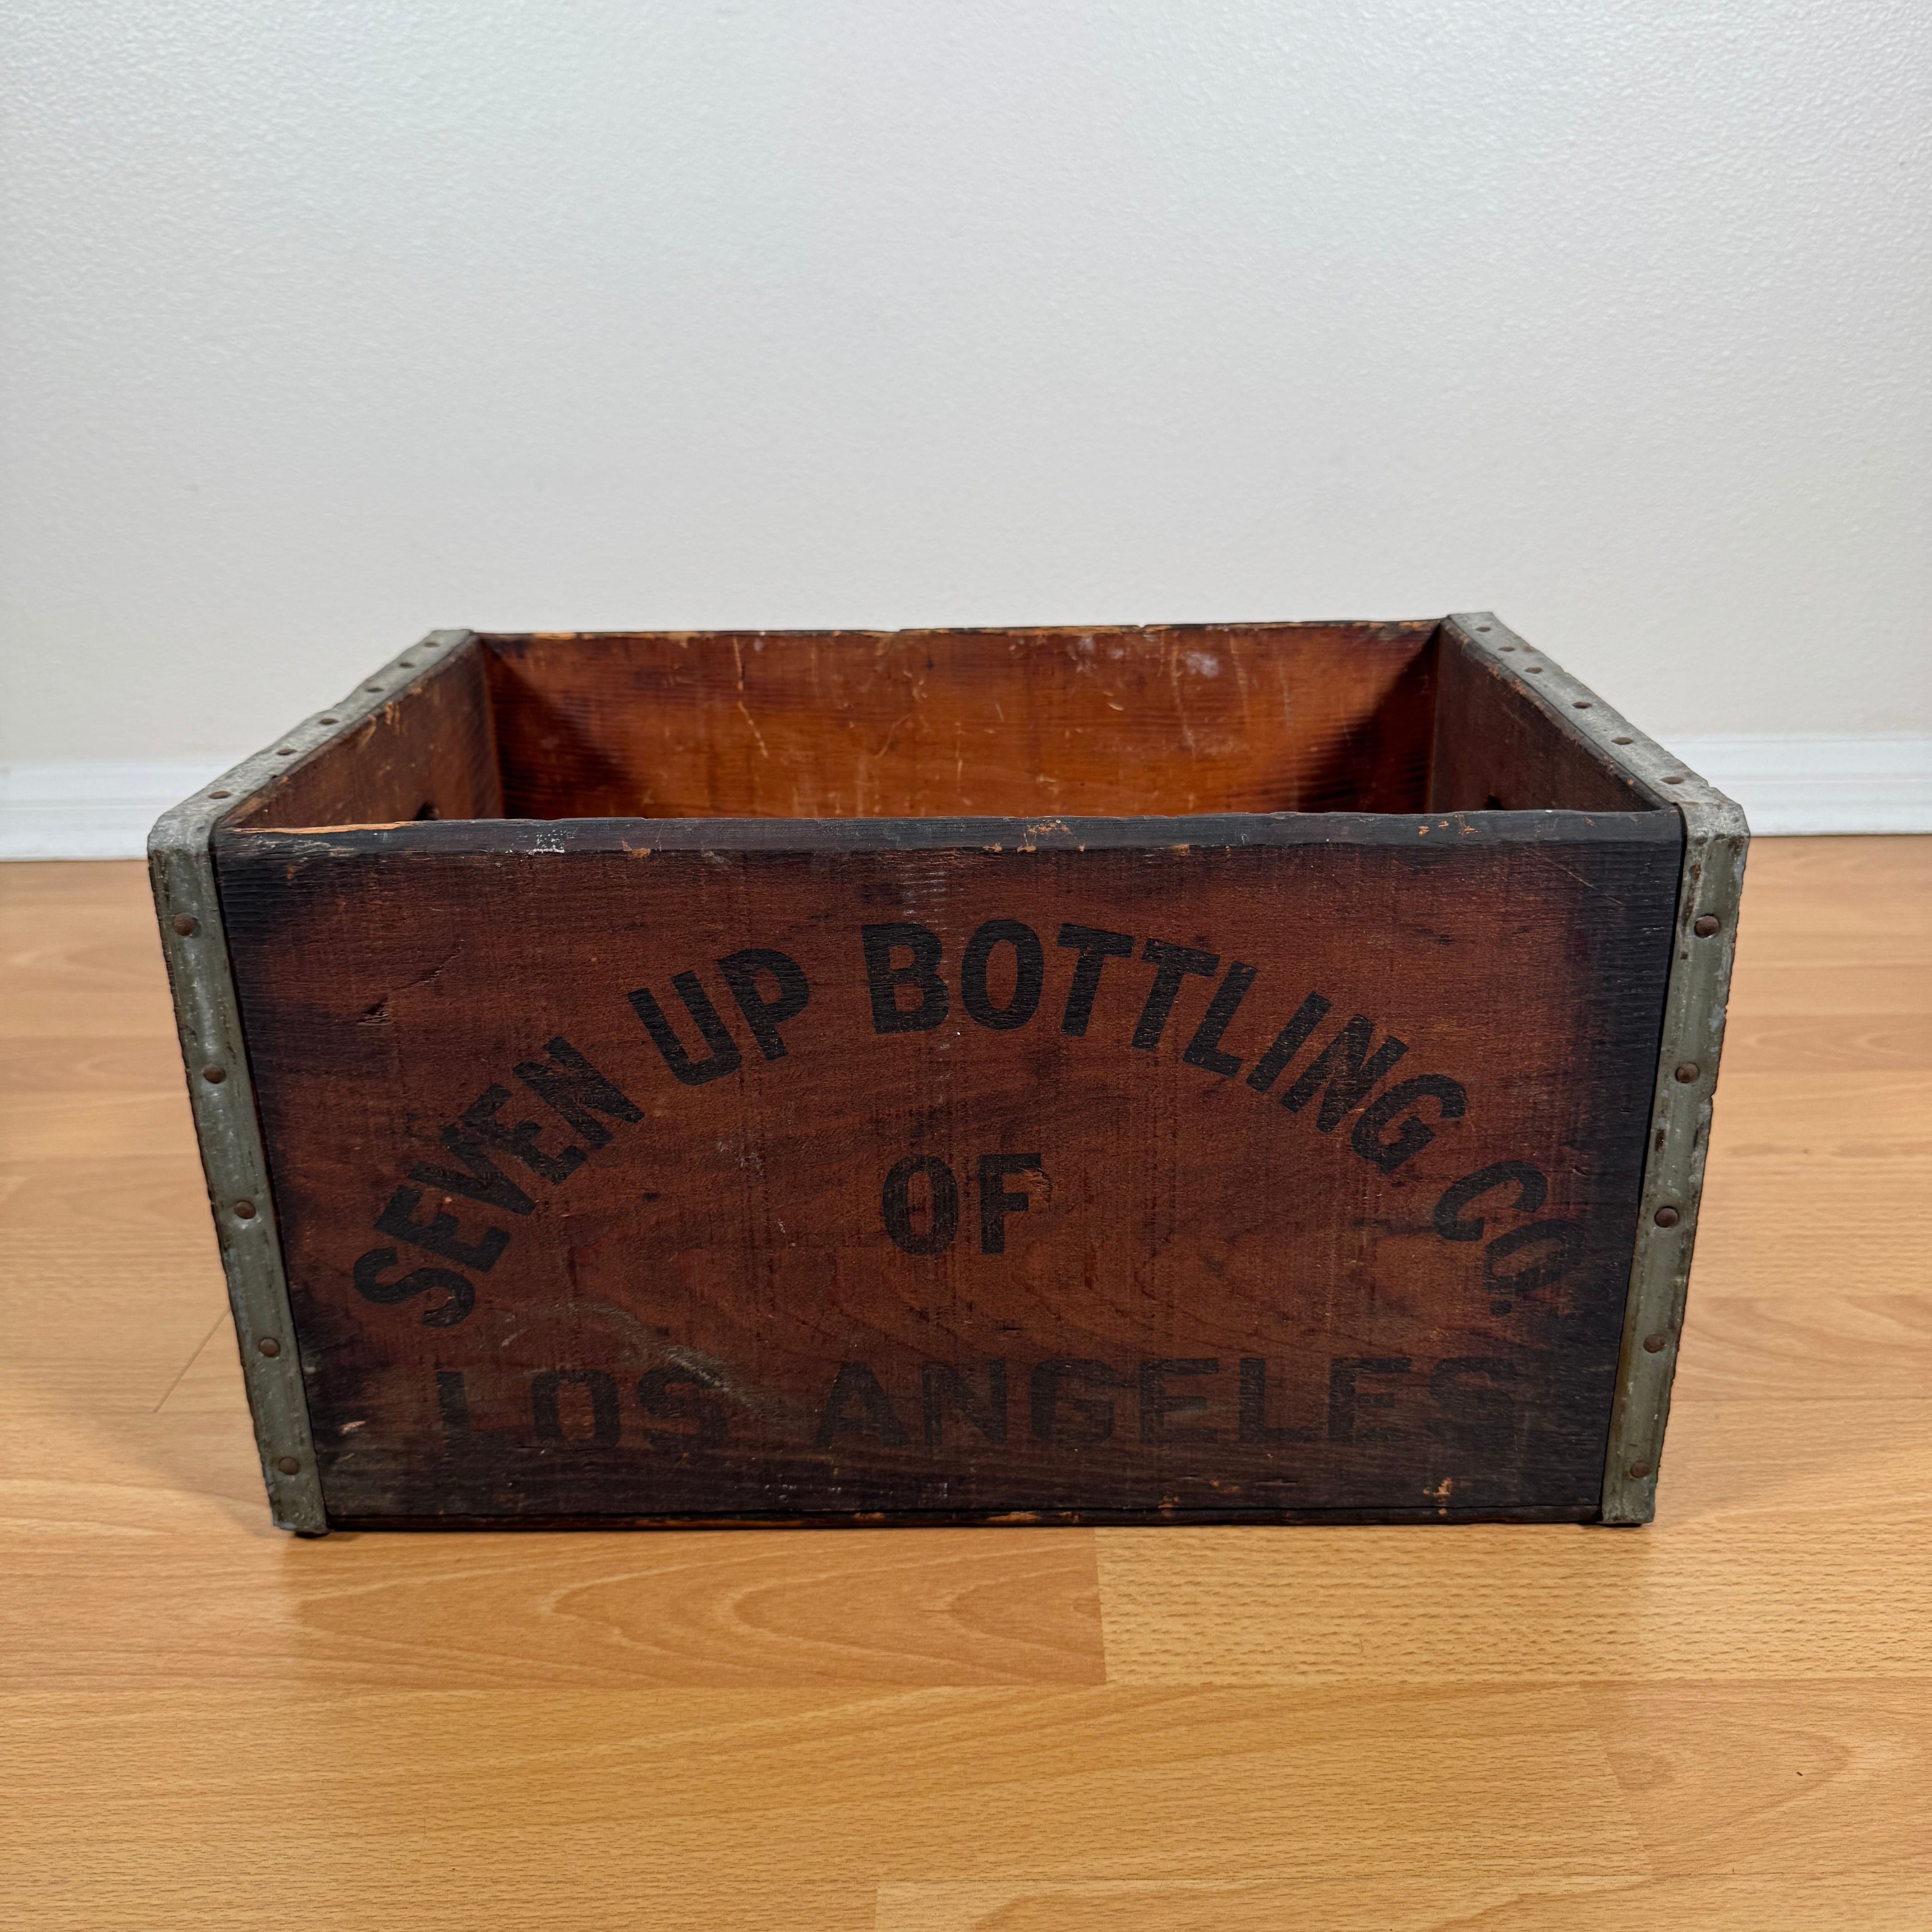 SEVEN UP BOTTLING CO.
OF
LOS ANGELES